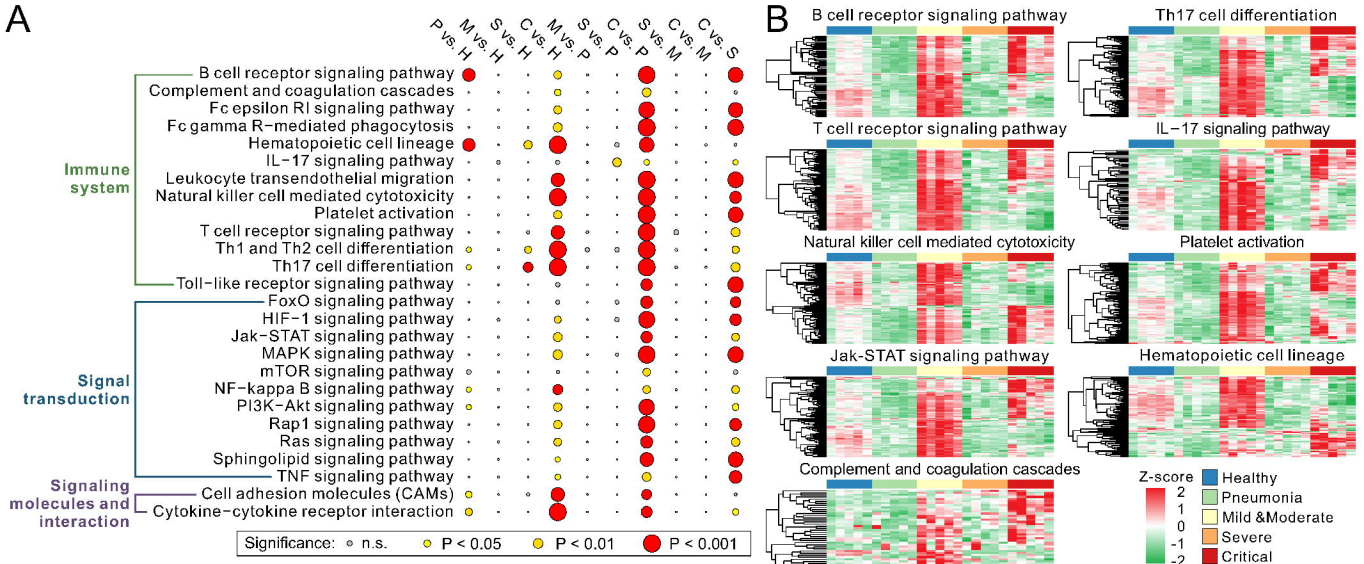 A
P vs. H
M vs. H
S vs. H
C vs. H
M vs. P
S vs. P
C vs. P
S vs. M
C vs. M
C vs. S
Immune
system
B cell receptor signaling pathway
Complement and coagulation cascades
Fc epsilon RI signaling pathway
Fc gamma R−mediated phagocytosis
Hematopoietic cell lineage
IL−17 signaling pathway
Leukocyte transendothelial migration
Natural killer cell mediated cytotoxicity
Platelet activation
T cell receptor signaling pathway
Th1 and Th2 cell differentiation
Th17 cell differentiation
Toll−like receptor signaling pathway
Signal
transduction
FoxO signaling pathway
HIF−1 signaling pathway
Jak−STAT signaling pathway
MAPK signaling pathway
mTOR signaling pathway
NF−kappa B signaling pathway
PI3K−Akt signaling pathway
Rap1 signaling pathway
Ras signaling pathway
Sphingolipid signaling pathway
TNF signaling pathway
Signaling
molecules and
interaction
Cell adhesion molecules (CAMs)
Cytokine−cytokine receptor interaction
Significance: n.s. P < 0.05 P < 0.01 P < 0.001
B
B cell receptor signaling pathway
Th17 cell differentiation
T cell receptor signaling pathway
IL−17 signaling pathway
Natural killer cell mediated cytotoxicity
Platelet activation
Jak−STAT signaling pathway
Hematopoietic cell lineage
Complement and coagulation cascades
Z−score
2
1
0
-1
-2
Healthy
Pneumonia
Mild &Moderate
Severe
Critical